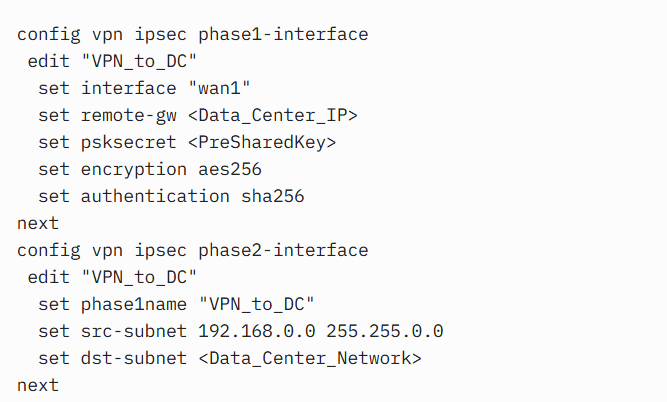 config vpn ipsec phase1-interface
edit "VPN_to_DC"
set interface "wan1"
set remote-gw <Data_Center_IP>
set psksecret <PreSharedKey>
set encryption aes256
set authentication sha256
next
config vpn ipsec phase2-interface
edit "VPN_to_DC"
set phase1name "VPN_to_DC"
set src-subnet 192.168.0.0 255.255.0.0
set dst-subnet <Data_Center_Network>
next